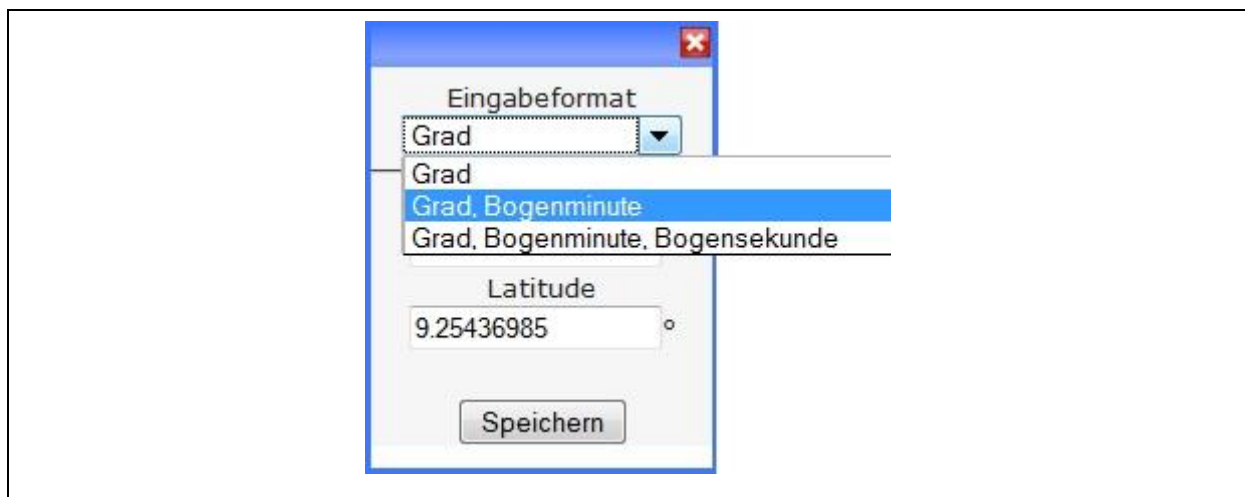 Eingabeformat
Grad
Grad
Grad, Bogenminute
Grad, Bogenminute, Bogensekunde
Latitude
9.25436985 °
Speichern